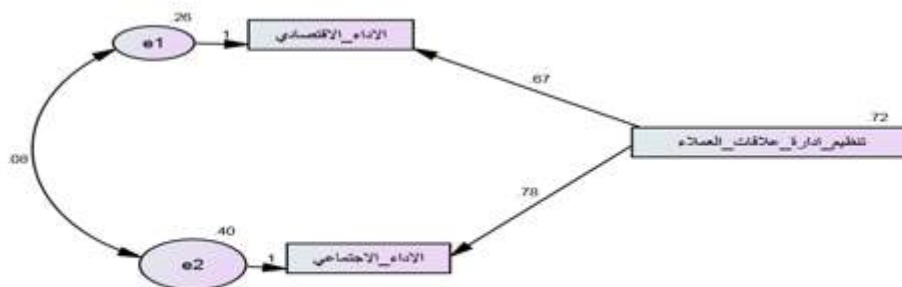 .26
e1
1
الاداء_الاقتصادي
.67
.72
تنظيم_ادارة_علاقات_العملاء
.08
.78
.40
e2
1
الاداء_الاجتماعي